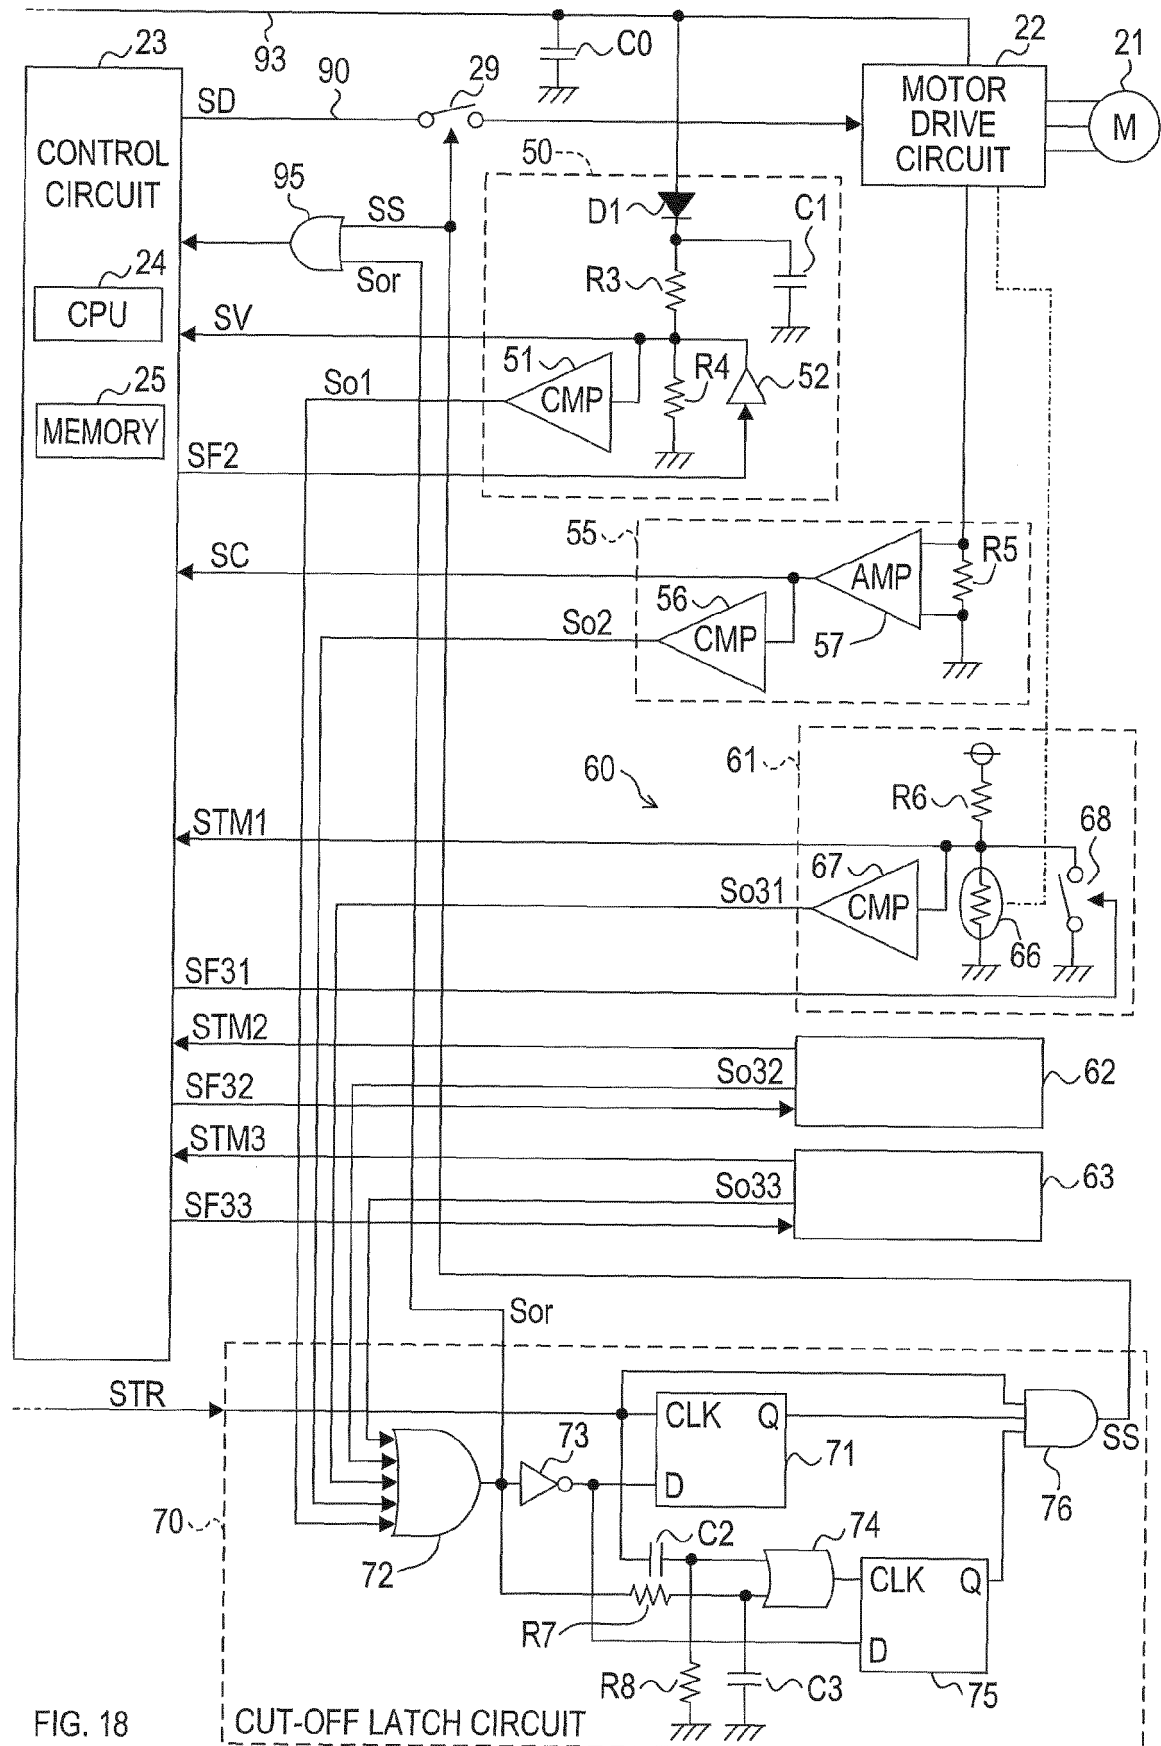 93
C0
22
21
23
90
29
SD
MOTOR
DRIVE
CIRCUIT
M
CONTROL
CIRCUIT
50
95
SS
D1
C1
Sor
R3
24
CPU
SV
51
CMP
R4
52
So1
25
MEMORY
SF2
55
SC
AMP
R5
56
CMP
57
So2
61
60
R6
68
STM1
67
CMP
So31
66
SF31
STM2
So32
62
SF32
STM3
So33
63
SF33
Sor
STR
CLK
Q
71
D
73
SS
76
70
72
C2
74
CLK
Q
R7
D
R8
C3
75
FIG. 18
CUT-OFF LATCH CIRCUIT